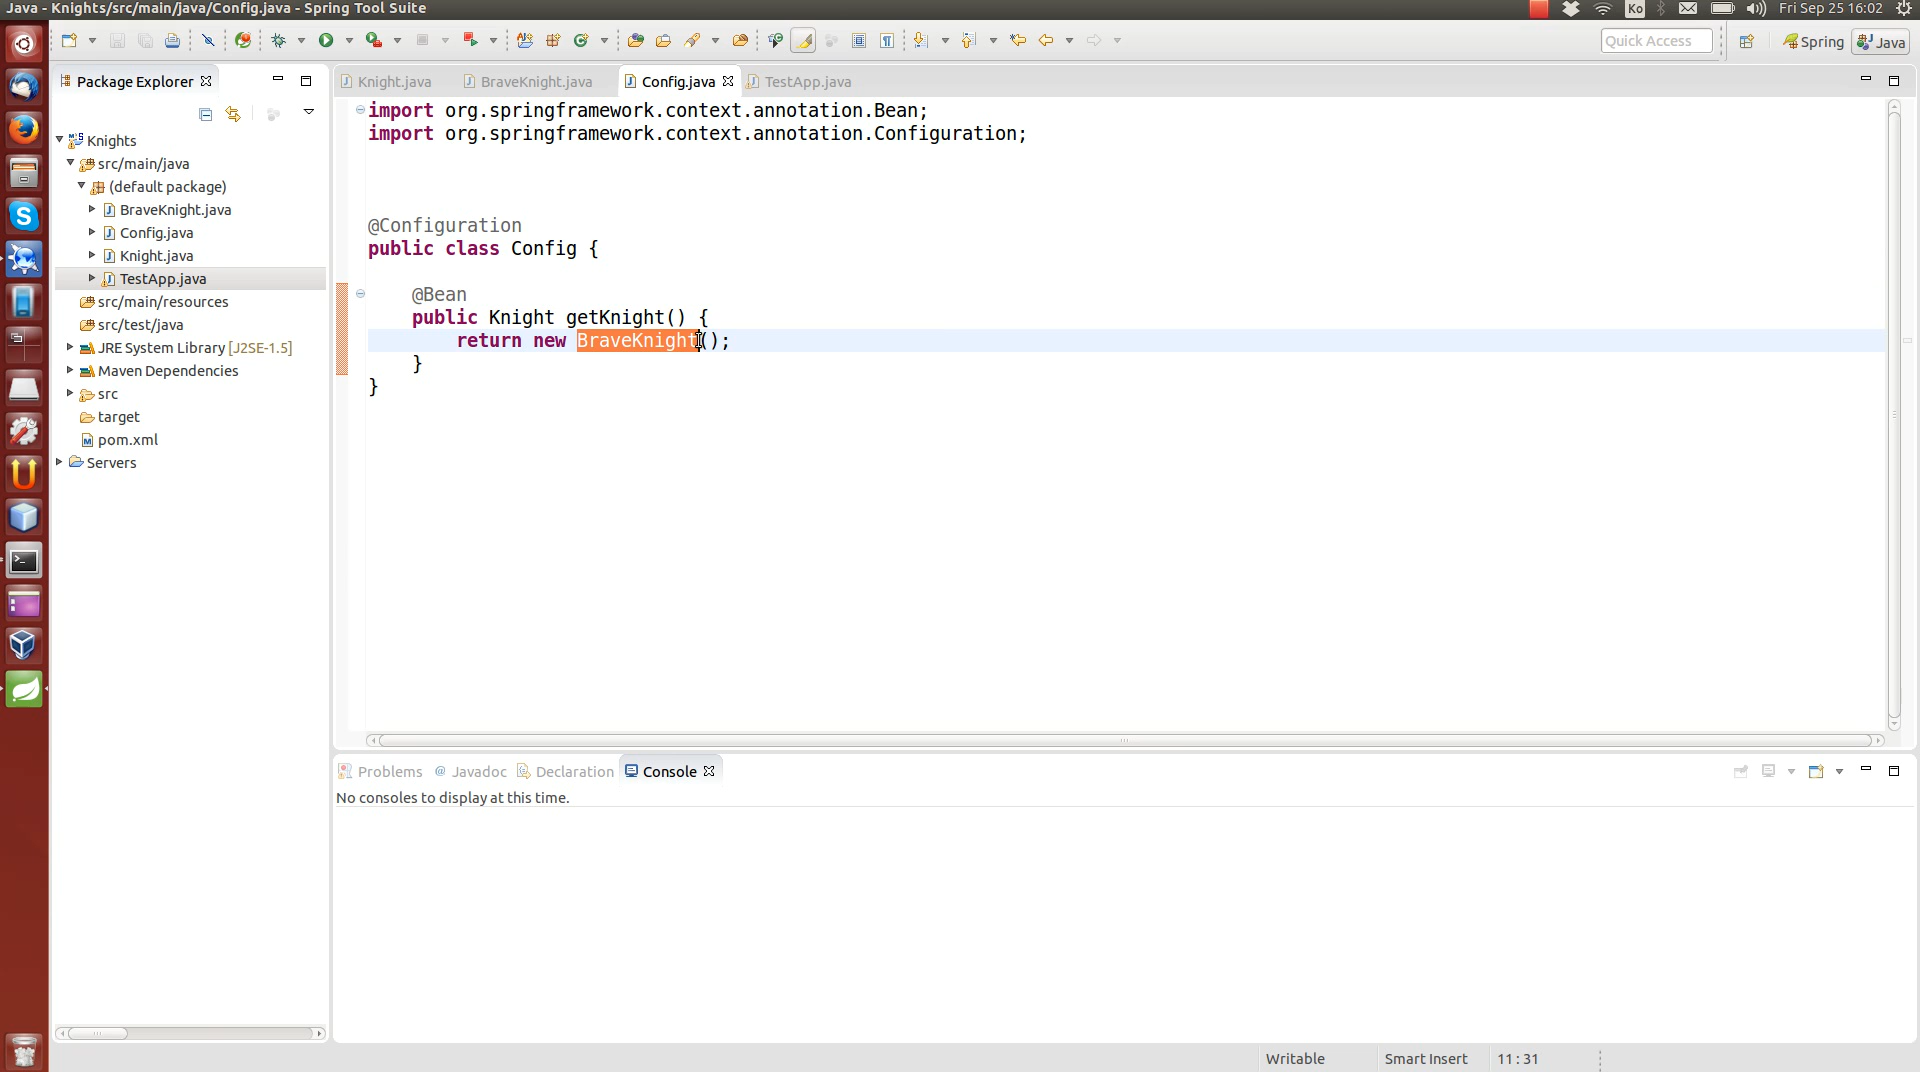 Java - Knights/src/main/java/Config.java - Spring Tool Suite
Ko
Fri Sep 25 16:02
Quick Access
Spring
Java
Package Explorer
Knights
src/main/java
(default package)
BraveKnight.java
Config.java
Knight.java
TestApp.java
src/main/resources
src/test/java
JRE System Library [J2SE-1.5]
Maven Dependencies
src
target
pom.xml
Servers
Knight.java
BraveKnight.java
Config.java
TestApp.java
import org.springframework.context.annotation.Bean;
import org.springframework.context.annotation.Configuration;
@Configuration
public class Config {
@Bean
public Knight getKnight() {
return new BraveKnight();
}
}
Problems
@ Javadoc
Declaration
Console
No consoles to display at this time.
Writable
Smart Insert
11 : 31